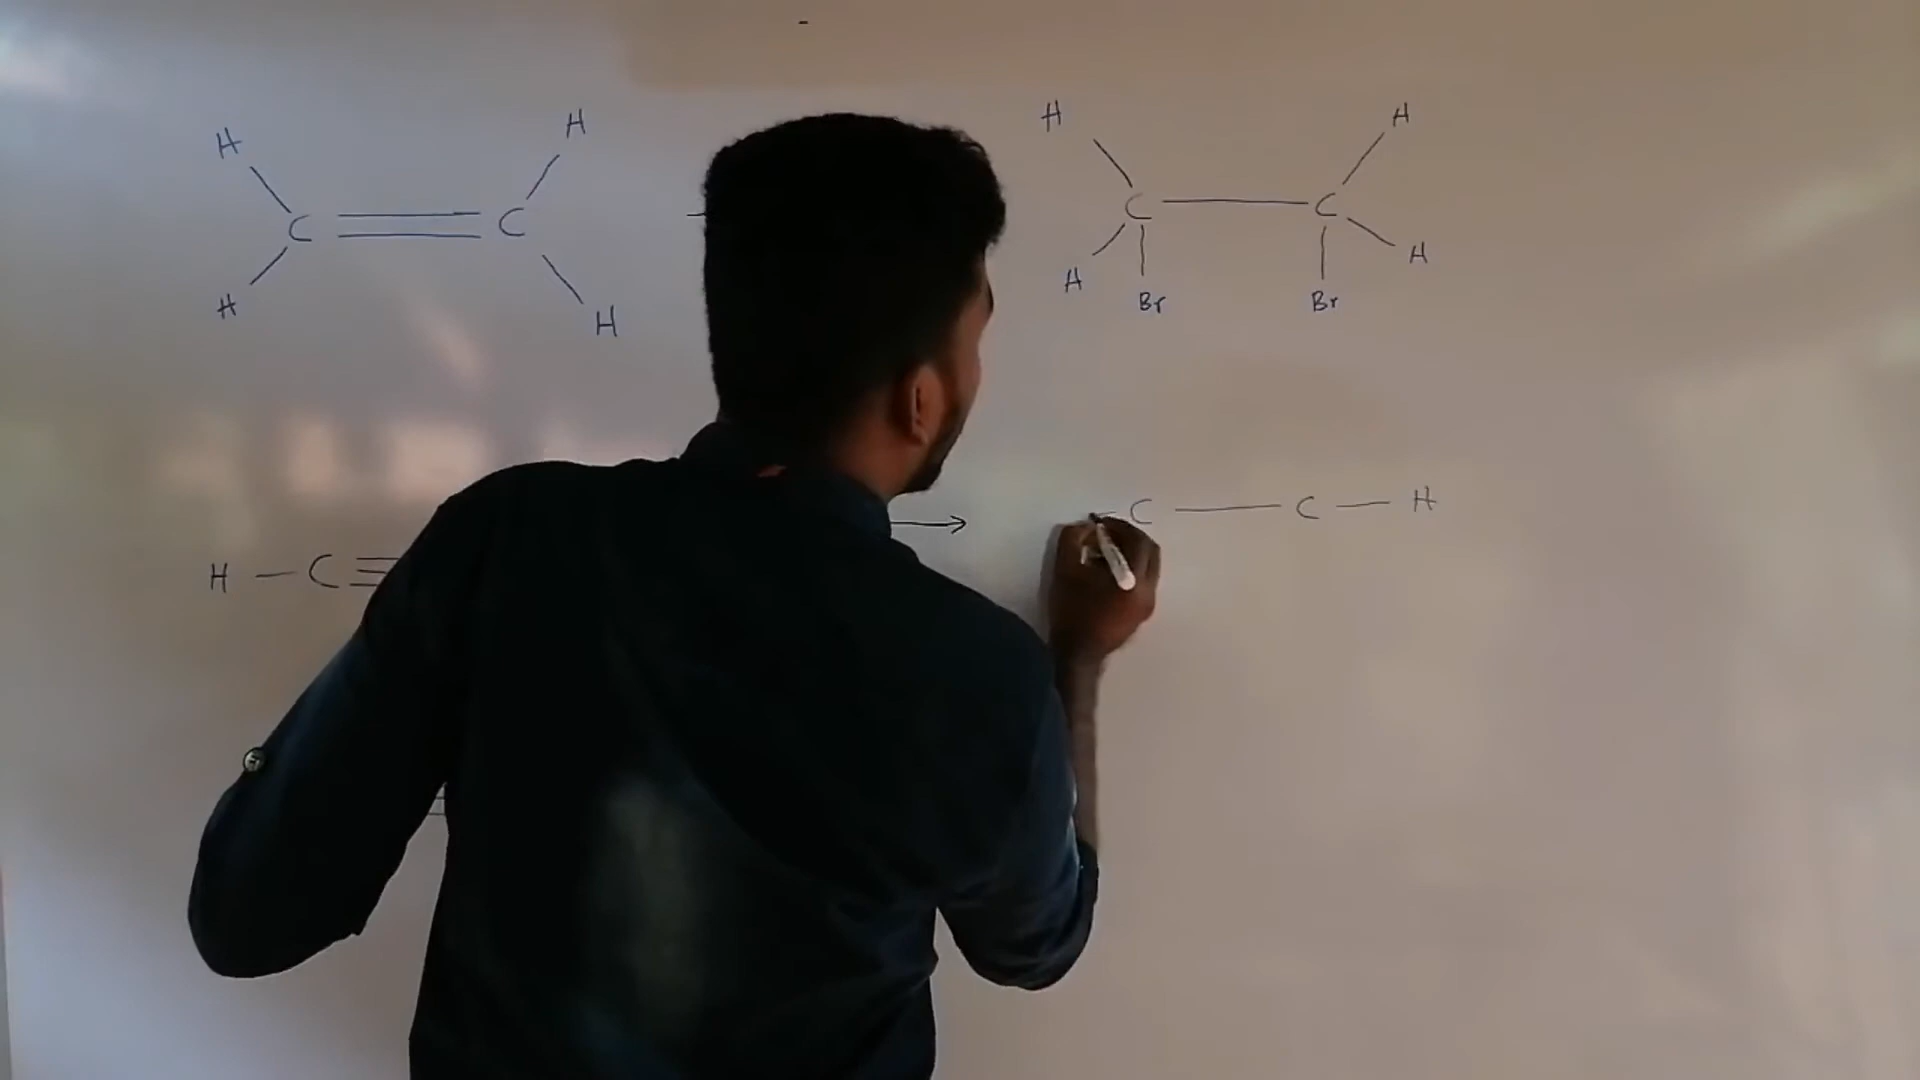 H H H H
C = C C — C
H H H Br Br H
H — C ≡ → — C — C — H